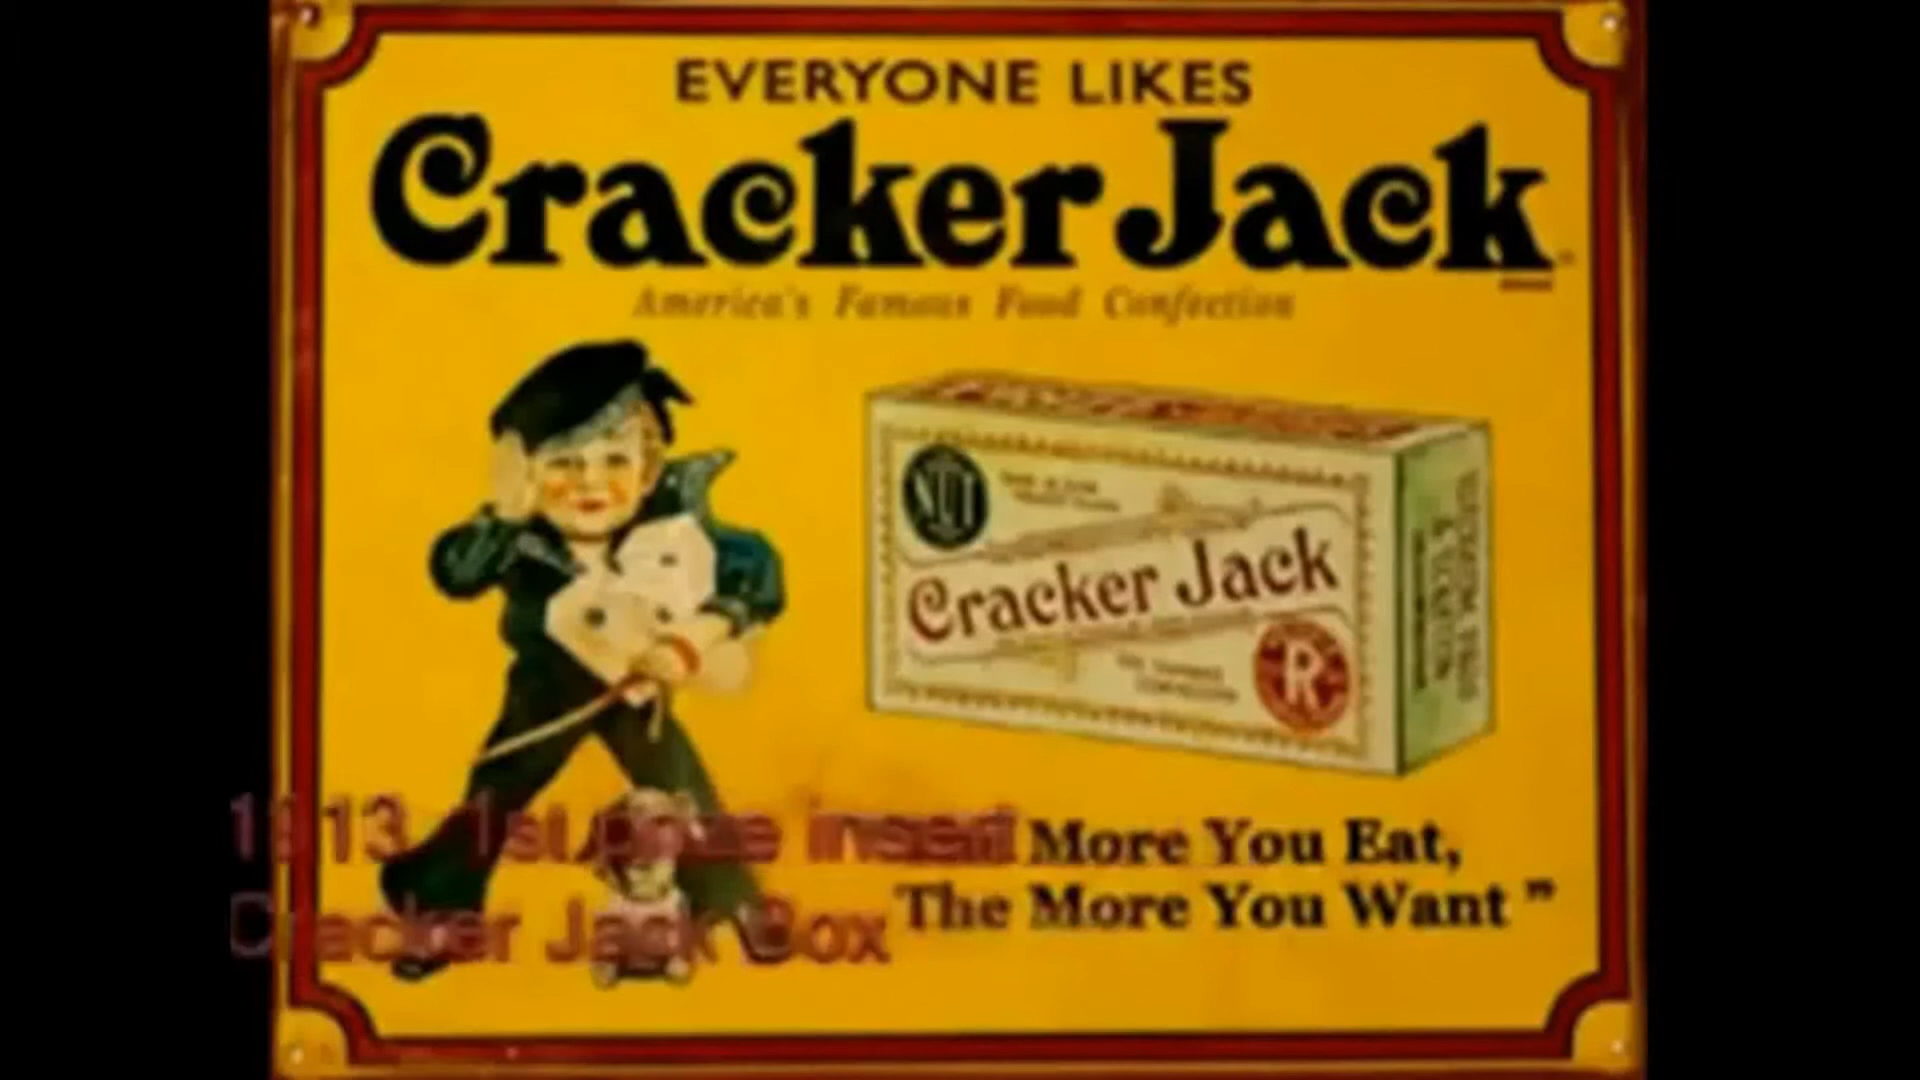 EVERYONE LIKES
Cracker Jack
America's Famous Food Confection
Cracker Jack
R
1913, 1st prize insert
More You Eat,
Cracker Jack Box
The More You Want”